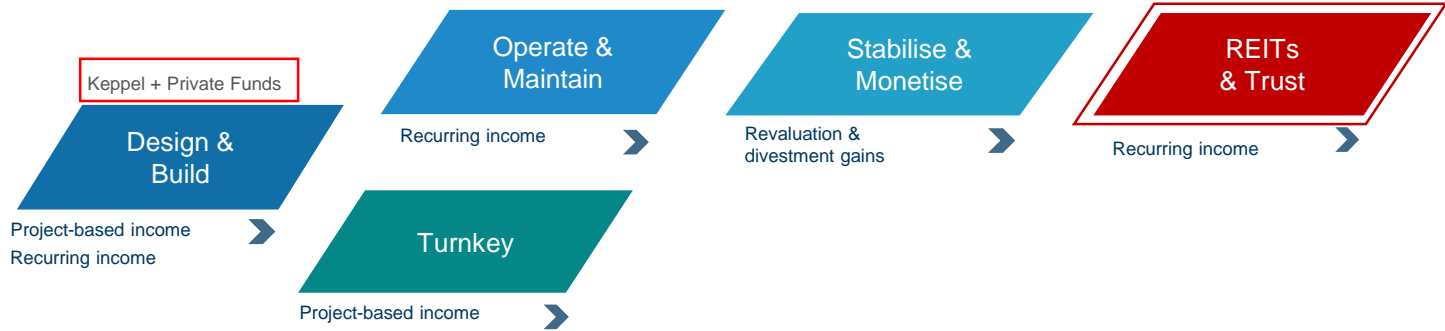 Keppel + Private Funds
Design &
Build
Project-based income
Recurring income
Operate &
Maintain
Recurring income
Turnkey
Project-based income
Stabilise &
Monetise
Revaluation &
divestment gains
REITs
& Trust
Recurring income